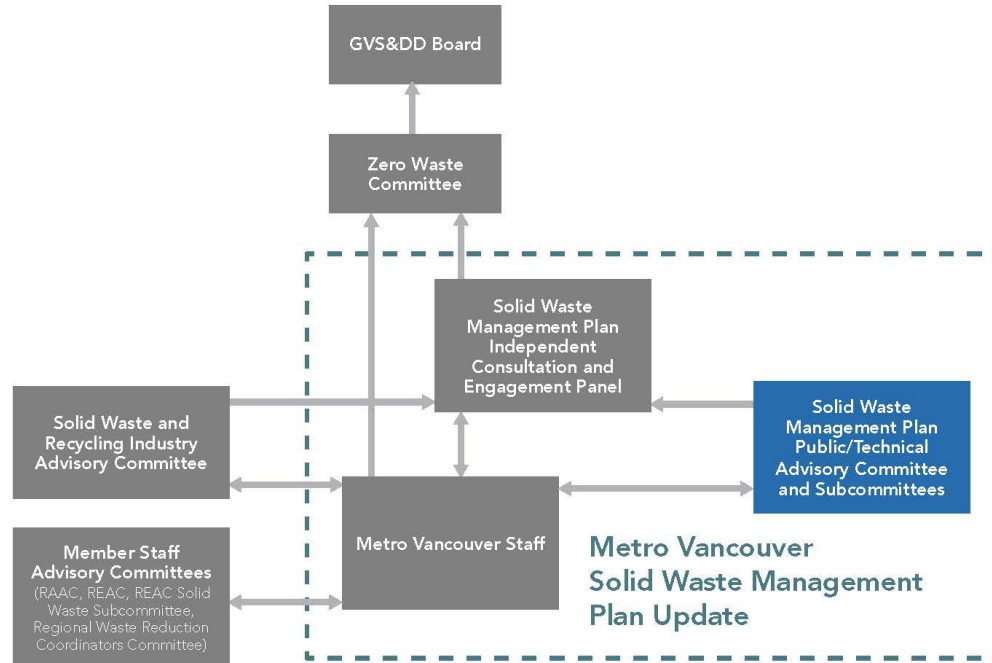 GVS&DD Board
Zero Waste
Committee
Solid Waste
Management Plan
Independent
Consultation and
Engagement Panel
Solid Waste and
Recycling Industry
Advisory Committee
Solid Waste
Management Plan
Public/Technical
Advisory Committee
and Subcommittees
Metro Vancouver Staff
Member Staff
Advisory Committees
(RAAC, REAC, REAC Solid
Waste Subcommittee,
Regional Waste Reduction
Coordinators Committee)
Metro Vancouver
Solid Waste Management
Plan Update